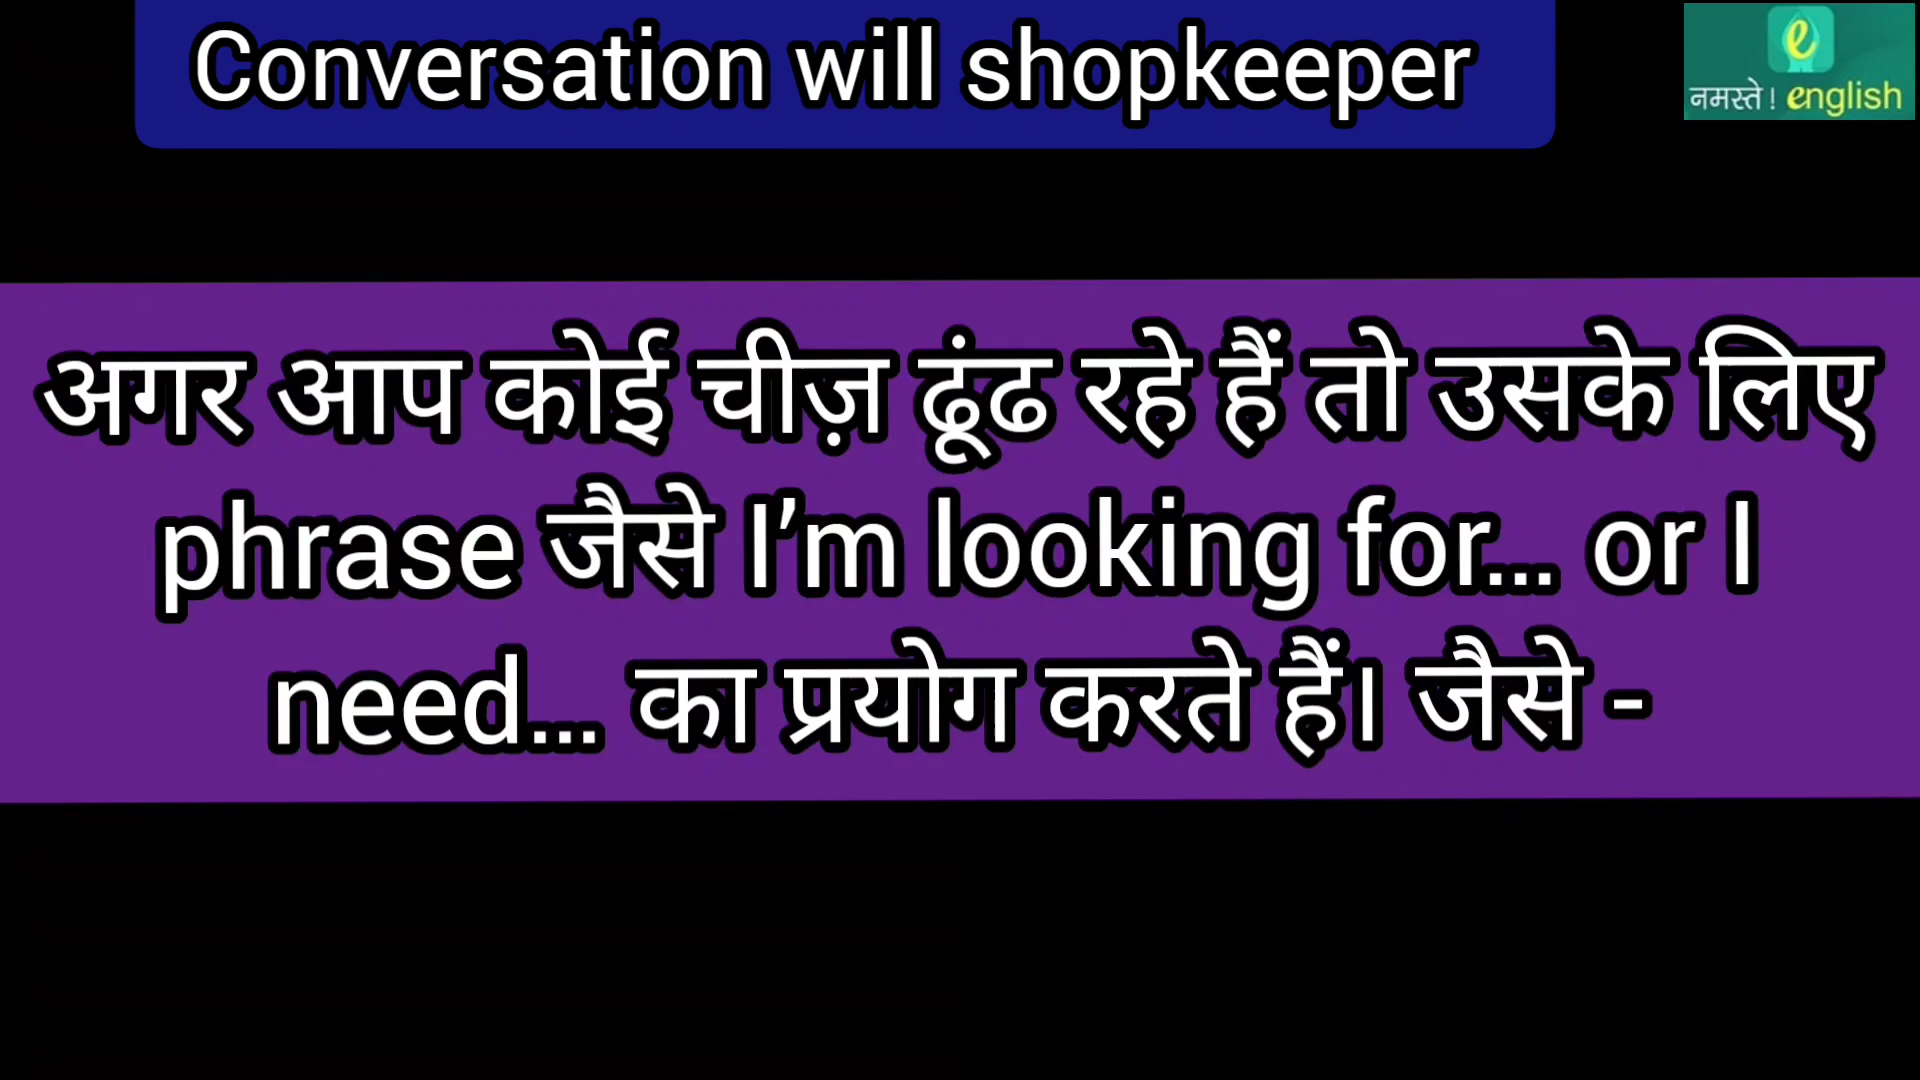 Conversation will shopkeeper
नमस्ते! english
अगर आप कोई चीज़ ढूंढ रहे हैं तो उसके लिए
phrase जैसे I’m looking for... or I
need... का प्रयोग करते हैं। जैसे -